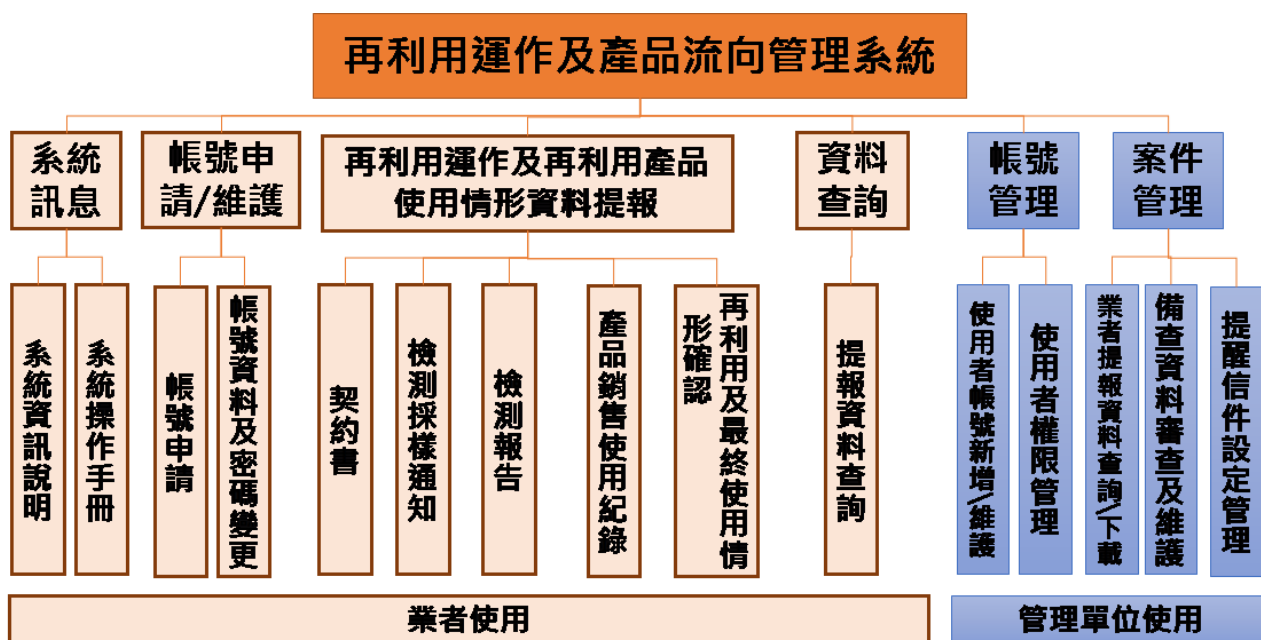 再利用運作及產品流向管理系統
系統
訊息
帳號申
請/維護
再利用運作及再利用產品
使用情形資料提報
資料
查詢
帳號
管理
案件
管理
系統資訊說明
系統操作手冊
帳號申請
帳號資料及密碼變更
契約書
檢測採樣通知
檢測報告
產品銷售使用紀錄
再利用及最終使用情
形確認
提報資料查詢
使用者帳號新增/維護
使用者權限管理
業者提報資料查詢/下載
備查資料審查及維護
提醒信件設定管理
業者使用
管理單位使用